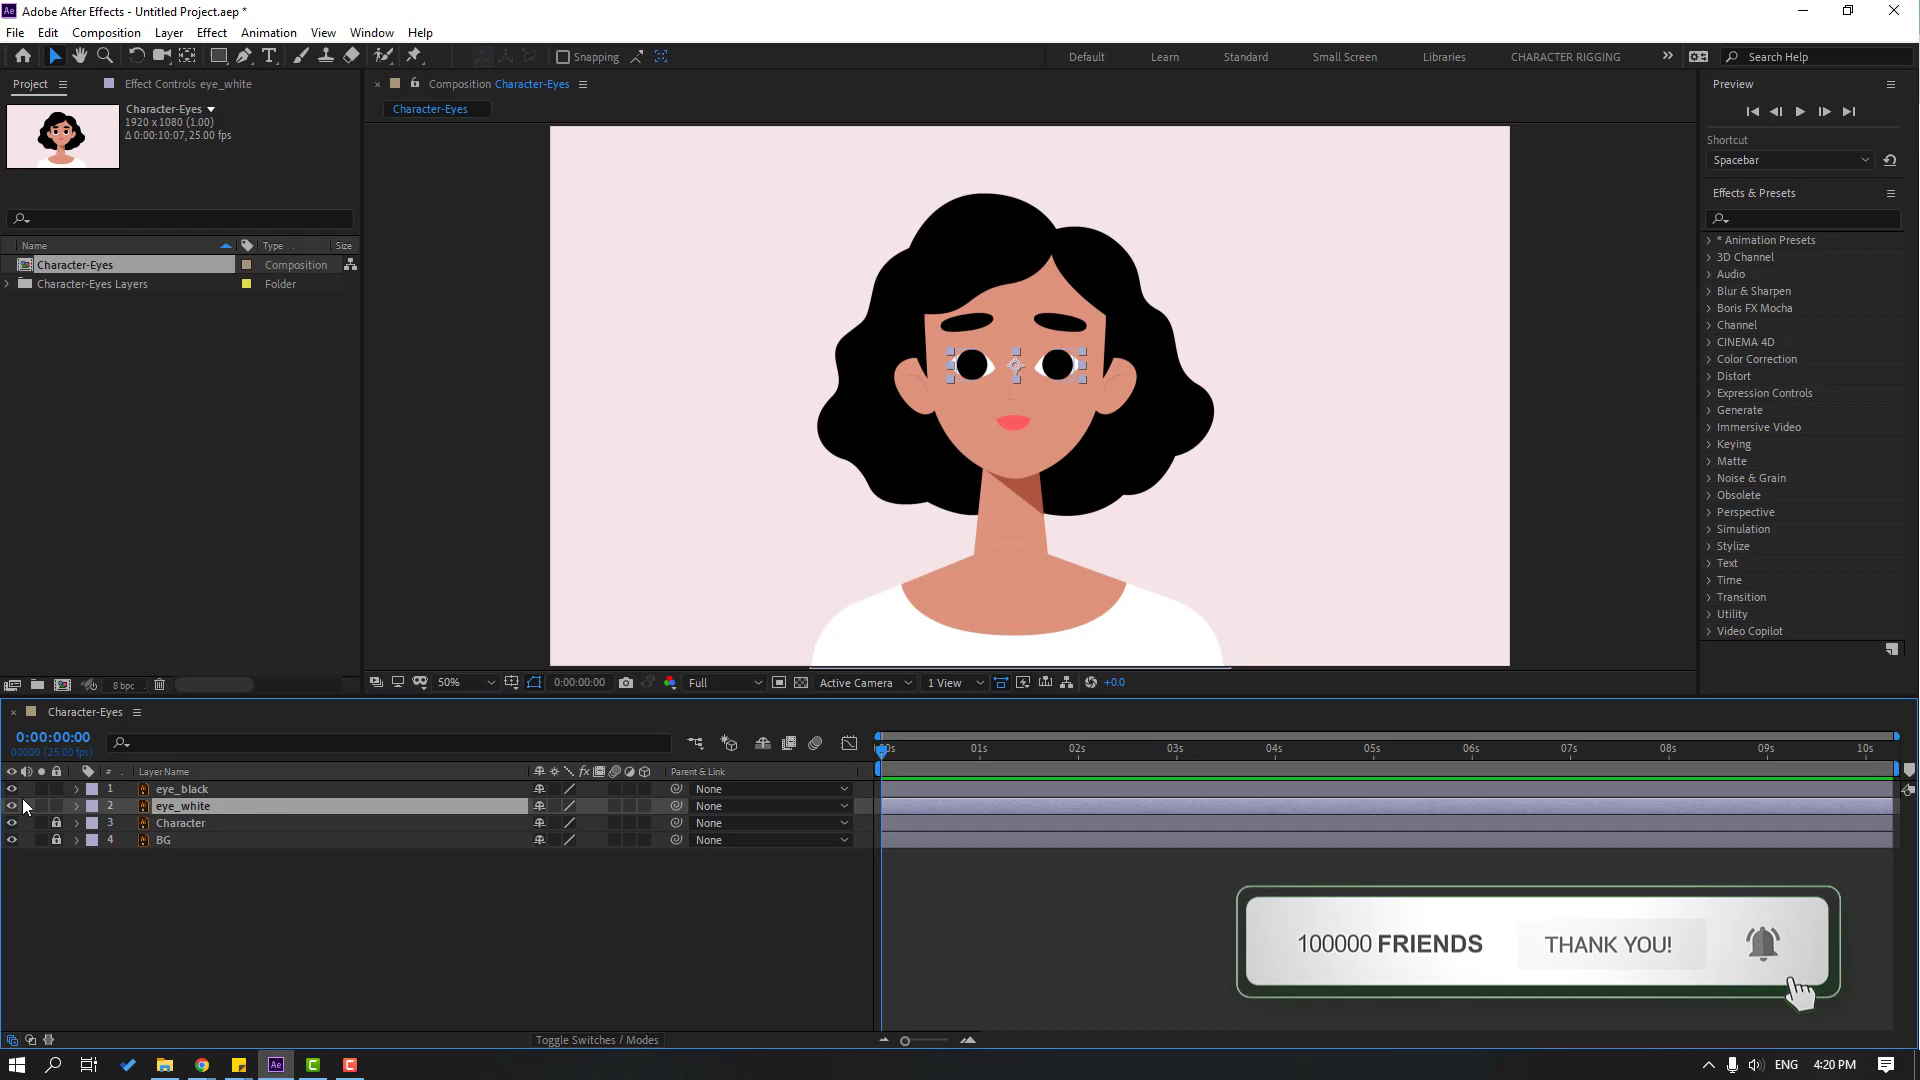 Ae Adobe After Effects - Untitled Project.aep *
File Edit Composition Layer Effect Animation View Window Help
Snapping
Default Learn Standard Small Screen Libraries CHARACTER RIGGING
Search Help
Project
Effect Controls eye_white
Character-Eyes
1920 x 1080 (1.00)
Δ 0:00:10:07, 25.00 fps
Name Type Size
Character-Eyes Composition
Character-Eyes Layers Folder
8 bpc
Composition Character-Eyes
Character-Eyes
50% 0:00:00:00 Full Active Camera 1 View +0.0
Preview
Shortcut
Spacebar
Effects & Presets
* Animation Presets
3D Channel
Audio
Blur & Sharpen
Boris FX Mocha
Channel
CINEMA 4D
Color Correction
Distort
Expression Controls
Generate
Immersive Video
Keying
Matte
Noise & Grain
Obsolete
Perspective
Simulation
Stylize
Text
Time
Transition
Utility
Video Copilot
Character-Eyes
0:00:00:00
00000 (25.00 fps)
01s 02s 03s 04s 05s 06s 07s 08s 09s 10s
# Layer Name Parent & Link
1 eye_black None
2 eye_white None
3 Character None
4 BG None
100000 FRIENDS THANK YOU!
Toggle Switches / Modes
Ae
ENG 4:20 PM